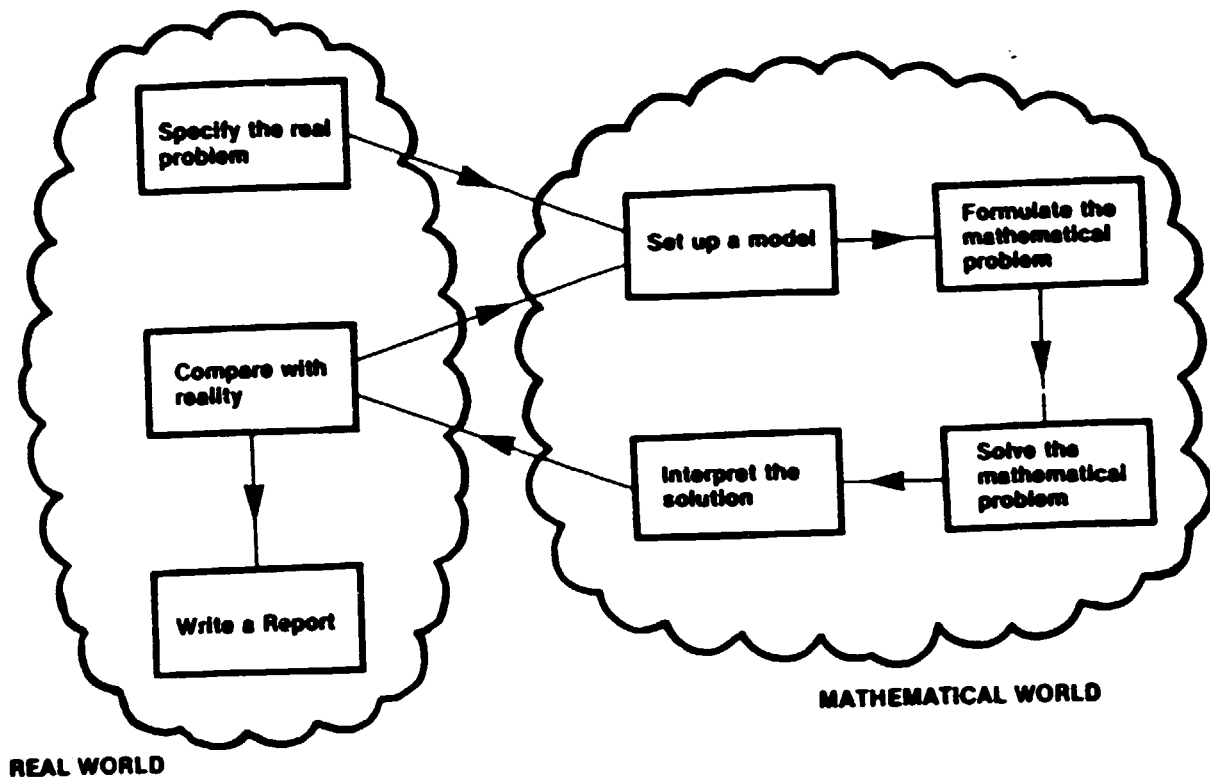 Specify the real
problem
Set up a model
Formulate the
mathematical
problem
Compare with
reality
Interpret the
solution
Solve the
mathematical
problem
Write a Report
MATHEMATICAL WORLD
REAL WORLD